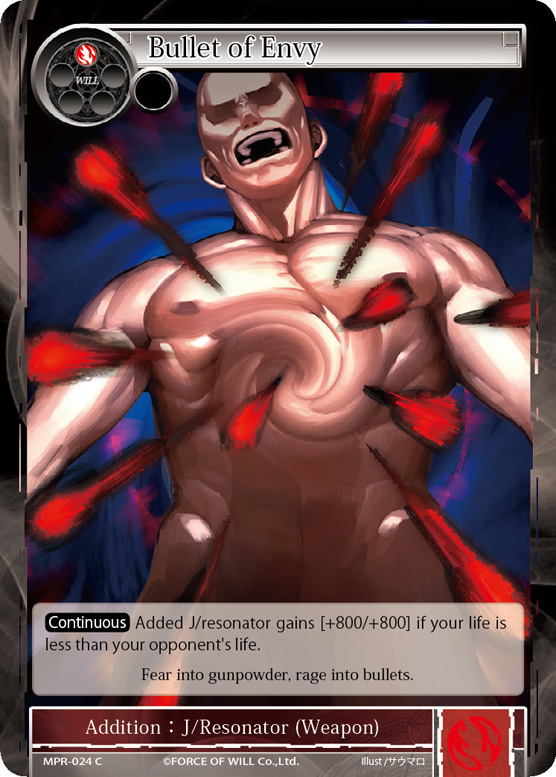 Bullet of Envy
WILL
Continuous Added J/resonator gains [+800/+800] if your life is
less than your opponent's life.
Fear into gunpowder, rage into bullets.
Addition：J/Resonator (Weapon)
MPR-024 C ©FORCE OF WILL Co.,Ltd. Illust /サウマロ